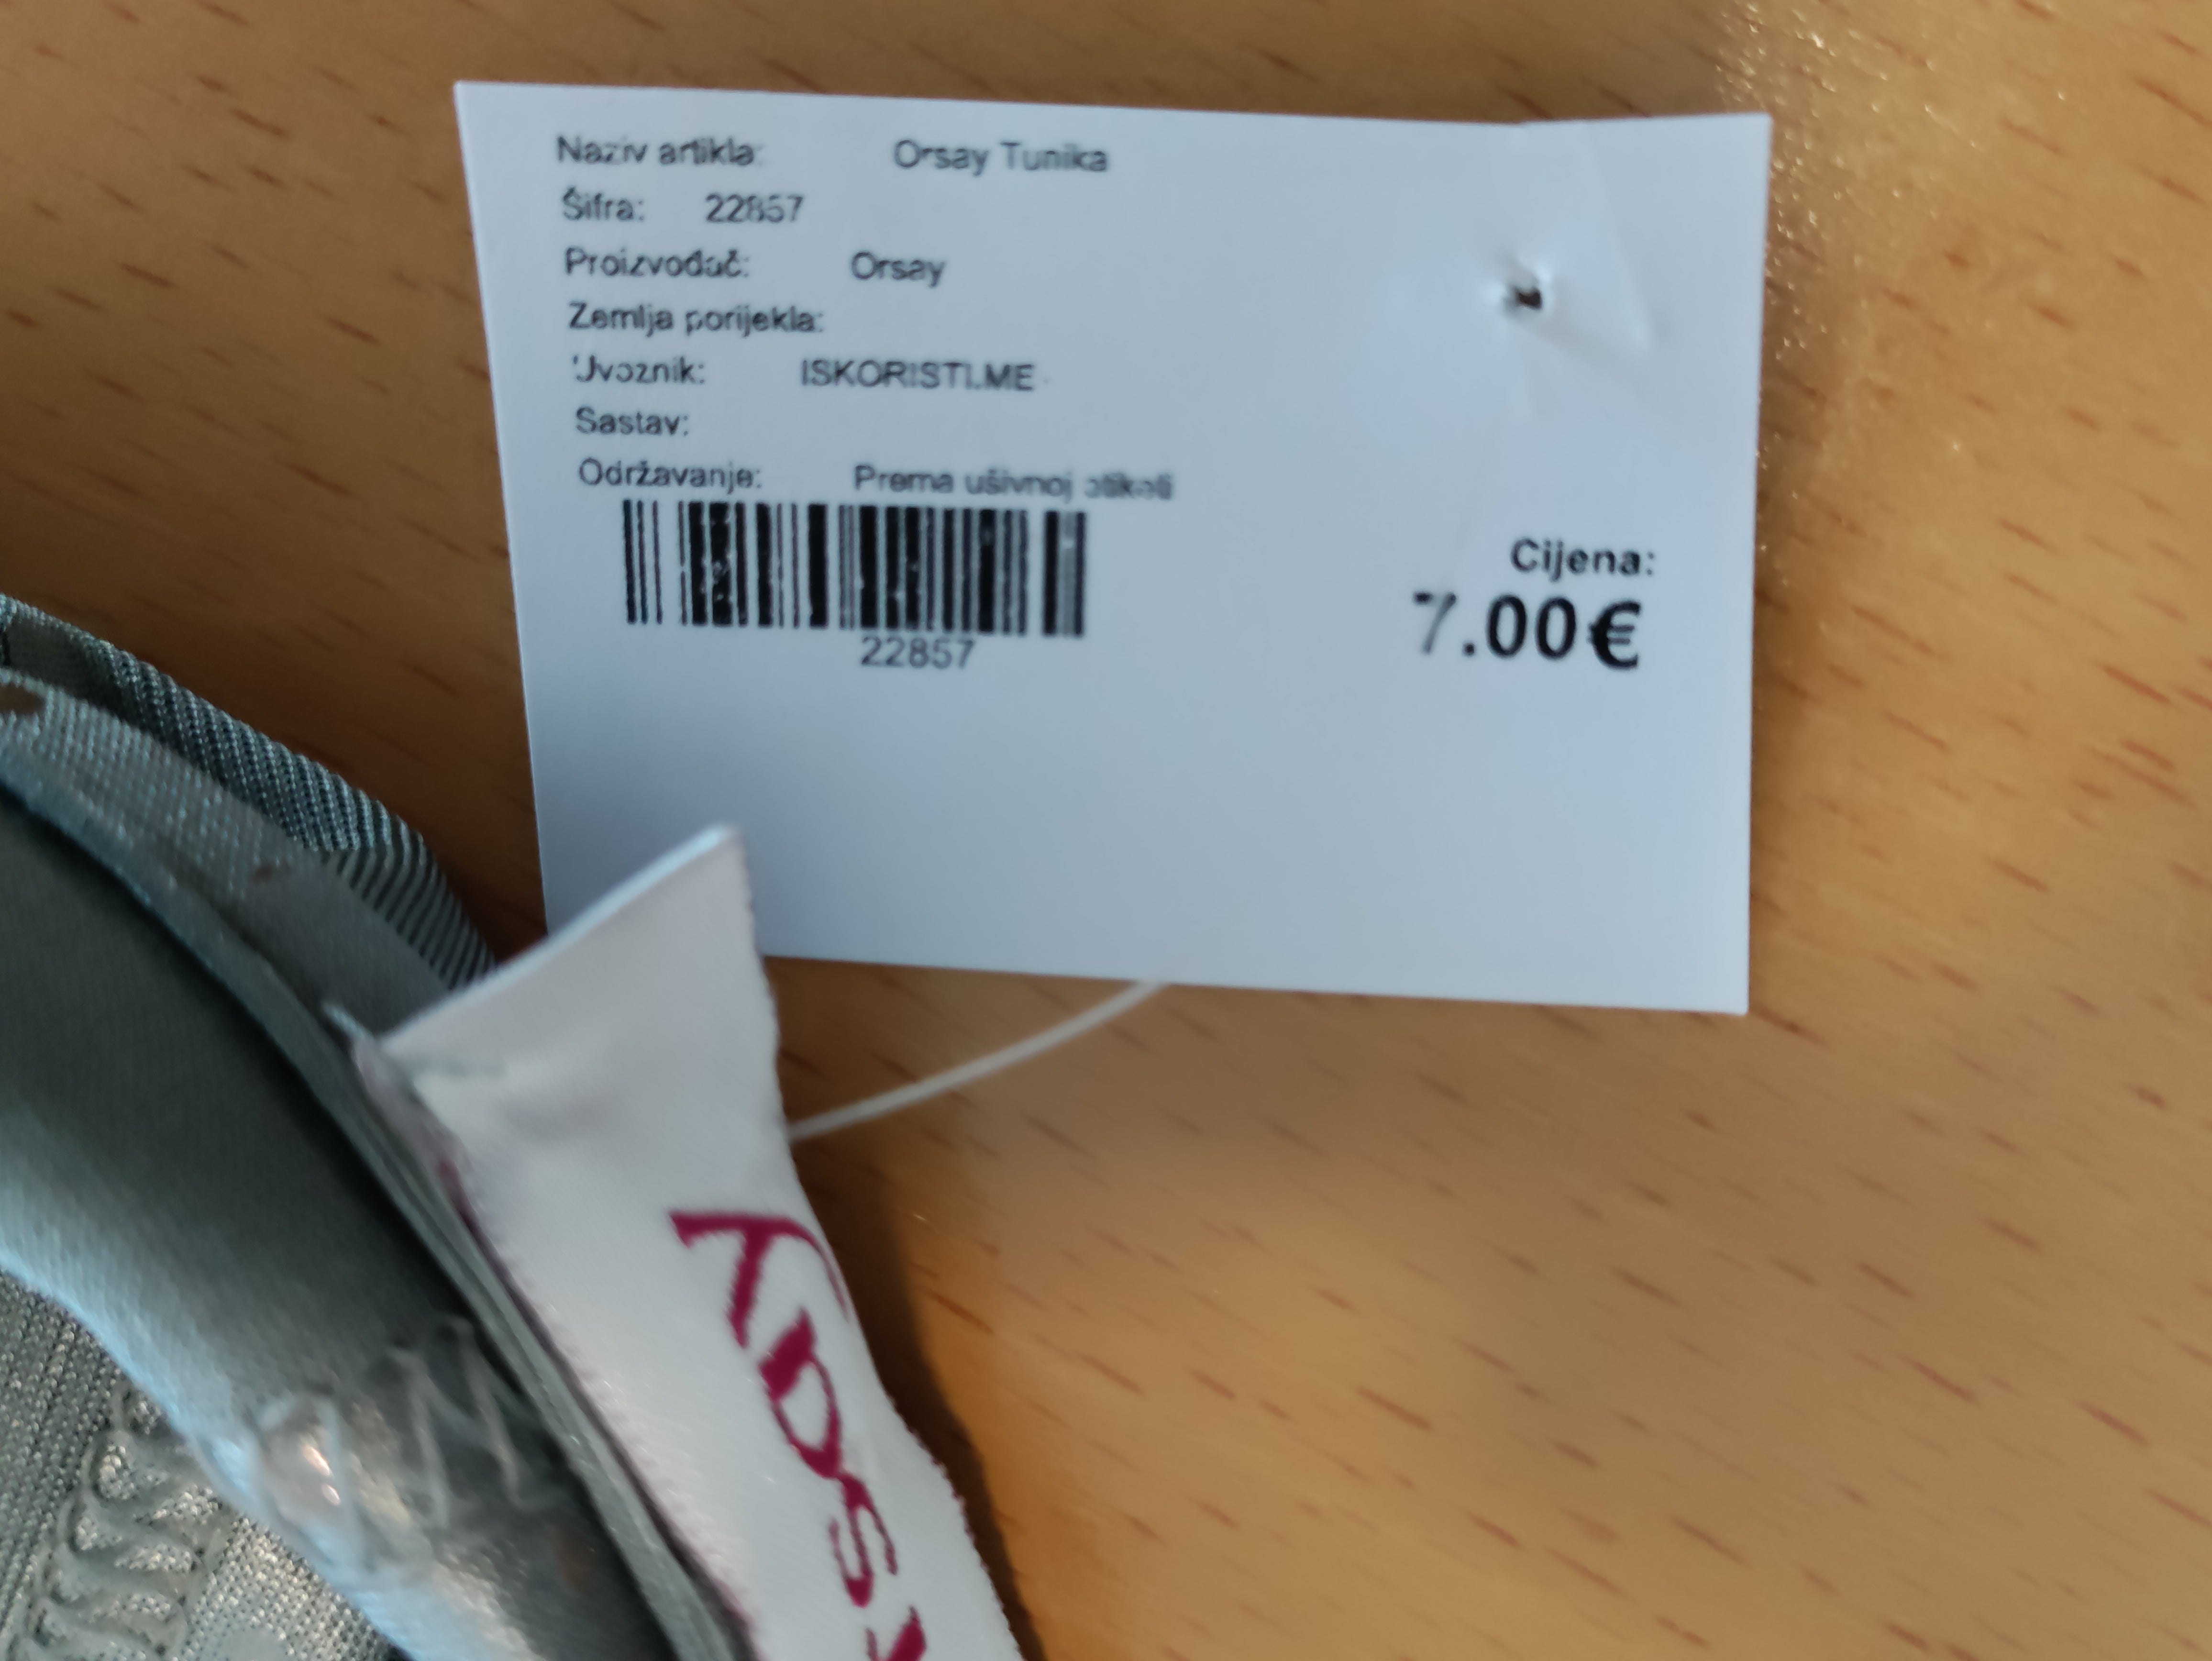 Naziv artikla: Orsay Tunika
Šifra: 22857
Proizvođač: Orsay
Zemlja porijekla:
Uvoznik: ISKORISTI.ME
Sastav:
Održavanje: Prema ušivnoj etiketi
22857
Cijena:
7.00€